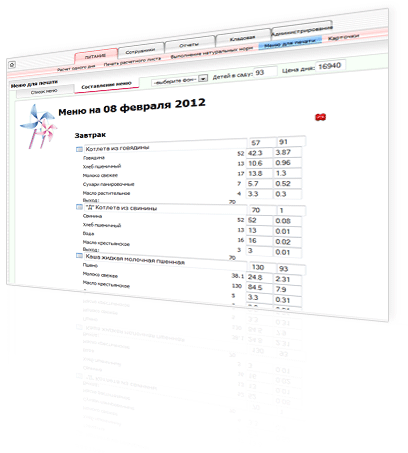 ПИТАНИЕ Сотрудники Отчеты Кладовая Администрирование
Расчет одного дня Печать расчетного листа Выполнение натуральных норм Меню для печати Карточки
Меню для печати
Список меню Составление меню -выберите фон- Детей в саду: 93 Цена дня: 16940
Меню на 08 февраля 2012
Завтрак
Котлета из говядины 57 91
Говядина 52 42.3 3.87
Хлеб пшеничный 13 10.6 0.96
Молоко свежее 17 13.8 1.3
Сухари панировочные 7 5.7 0.52
Масло растительное 4 3.3 0.3
Выход: 70
"Д" Котлета из свинины 70 1
Свинина 52 52 0.08
Хлеб пшеничный 13 13 0.01
Вода 16 16 0.02
Масло крестьянское 3 3 0.01
Выход: 70
Каша жидкая молочная пшенная 130 93
Пшено 38.1 24.8 2.31
Молоко свежее 130 84.5 7.9
Масло крестьянское 5 3.3 0.31